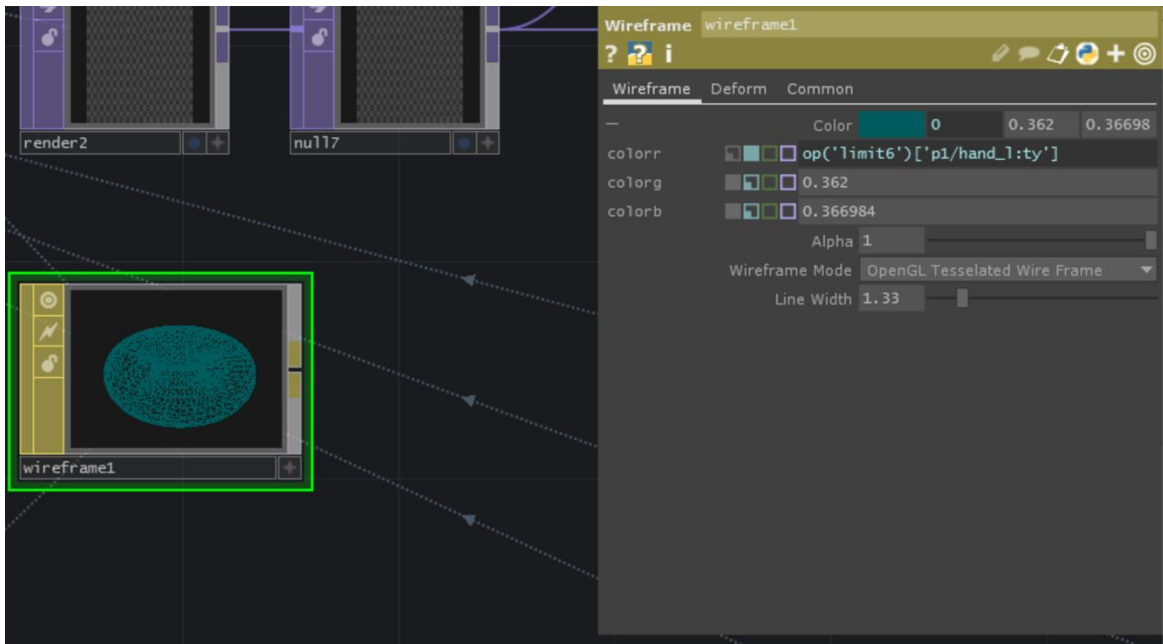 render2
null7
wireframe1
Wireframe wireframe1
? ? i
Wireframe Deform Common
Color 0 0.362 0.36698
colorr op('limit6')['p1/hand_l:ty']
colorg 0.362
colorb 0.366984
Alpha 1
Wireframe Mode OpenGL Tesselated Wire Frame
Line Width 1.33